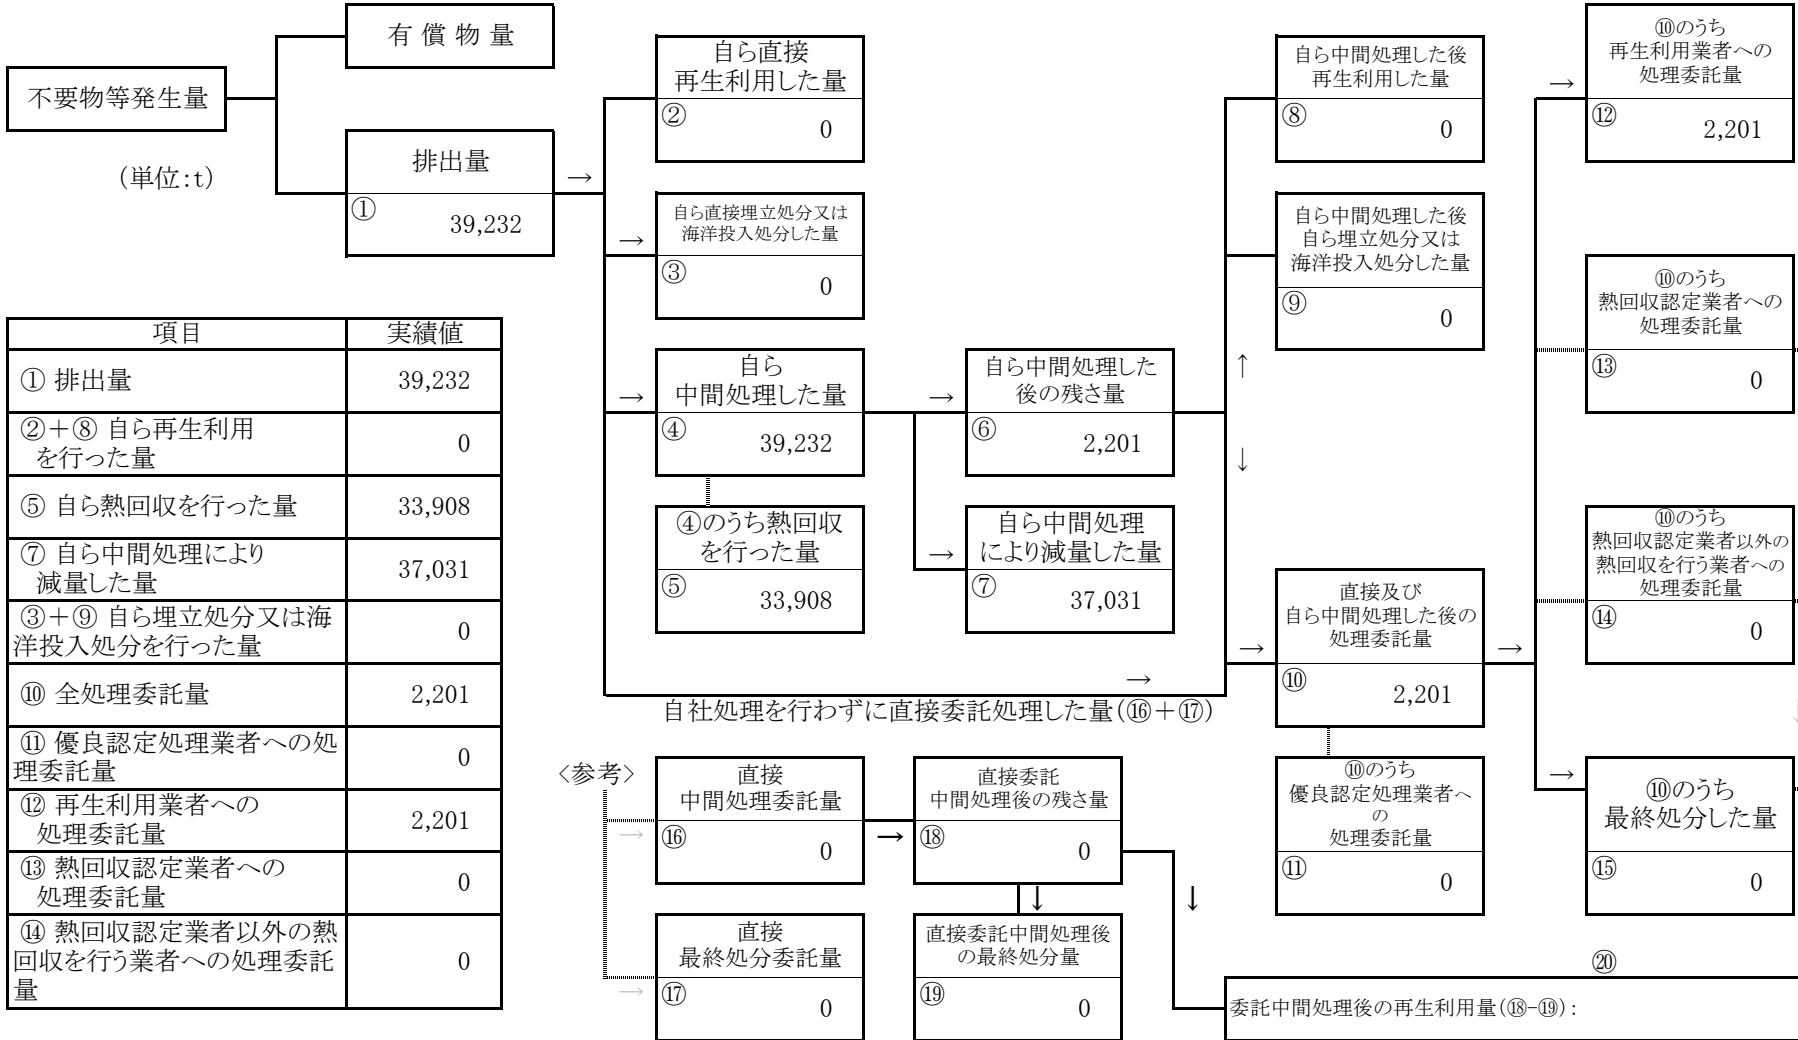 有 償 物 量
不要物等発生量
（単位：t）
排出量
①
39,232
→
自ら直接
再生利用した量
②
0
→
自ら直接埋立処分又は
海洋投入処分した量
③
0
→
自ら
中間処理した量
④
39,232
④のうち熱回収
を行った量
⑤
33,908
→
自ら中間処理した
後の残さ量
⑥
2,201
→
自ら中間処理
により減量した量
⑦
37,031
↑
↓
自ら中間処理した後
再生利用した量
⑧
0
自ら中間処理した後
自ら埋立処分又は
海洋投入処分した量
⑨
0
→
直接及び
自ら中間処理した後の
処理委託量
⑩
2,201
⑩のうち
優良認定処理業者へ
の
処理委託量
⑪
0
→
→
⑩のうち
再生利用業者への
処理委託量
⑫
2,201
⑩のうち
熱回収認定業者への
処理委託量
⑬
0
⑩のうち
熱回収認定業者以外の
熱回収を行う業者への
処理委託量
⑭
0
→
⑩のうち
最終処分した量
⑮
0
→
自社処理を行わずに直接委託処理した量（⑯＋⑰）
〈参考〉
→
直接
中間処理委託量
⑯
0
→
直接委託
中間処理後の残さ量
⑱
0
↓
↓
→
直接
最終処分委託量
⑰
0
直接委託中間処理後
の最終処分量
⑲
0
⑳
委託中間処理後の再生利用量（⑱-⑲）：
項目 実績値
① 排出量 39,232
②＋⑧ 自ら再生利用
を行った量 0
⑤ 自ら熱回収を行った量 33,908
⑦ 自ら中間処理により
減量した量 37,031
③＋⑨ 自ら埋立処分又は海
洋投入処分を行った量 0
⑩ 全処理委託量 2,201
⑪ 優良認定処理業者への処
理委託量 0
⑫ 再生利用業者への
処理委託量 2,201
⑬ 熱回収認定業者への
処理委託量 0
⑭ 熱回収認定業者以外の熱
回収を行う業者への処理委託
量 0